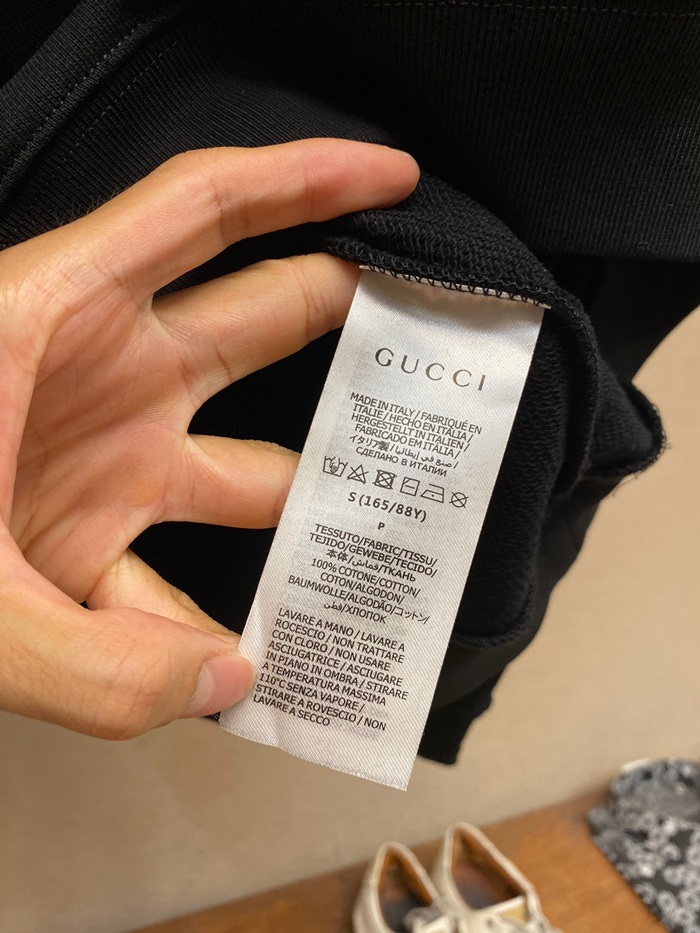 GUCCI
MADE IN ITALY / FABRIQUÉ EN
ITALIE / HECHO EN ITALIA /
HERGESTELLT IN ITALIEN /
FABRICADO EM ITALIA /
イタリア製 / صنع في إيطاليا /
СДЕЛАНО В ИТАЛИИ
S (165/88Y)
P
TESSUTO/FABRIC/TISSU/
TEJIDO/GEWEBE/TECIDO/
本体/قماش/ТКАНЬ
100% COTONE/COTTON/
COTON/ALGODON/
BAUMWOLLE/ALGODÃO/コットン/
قطن/ХЛОПОК
LAVARE A MANO / LAVARE A
ROCESCIO / NON TRATTARE
CON CLORO / NON USARE
ASCIUGATRICE / ASCIUGARE
IN PIANO IN OMBRA / STIRARE
A TEMPERATURA MASSIMA
110°C SENZA VAPORE /
STIRARE A ROVESCIO / NON
LAVARE A SECCO